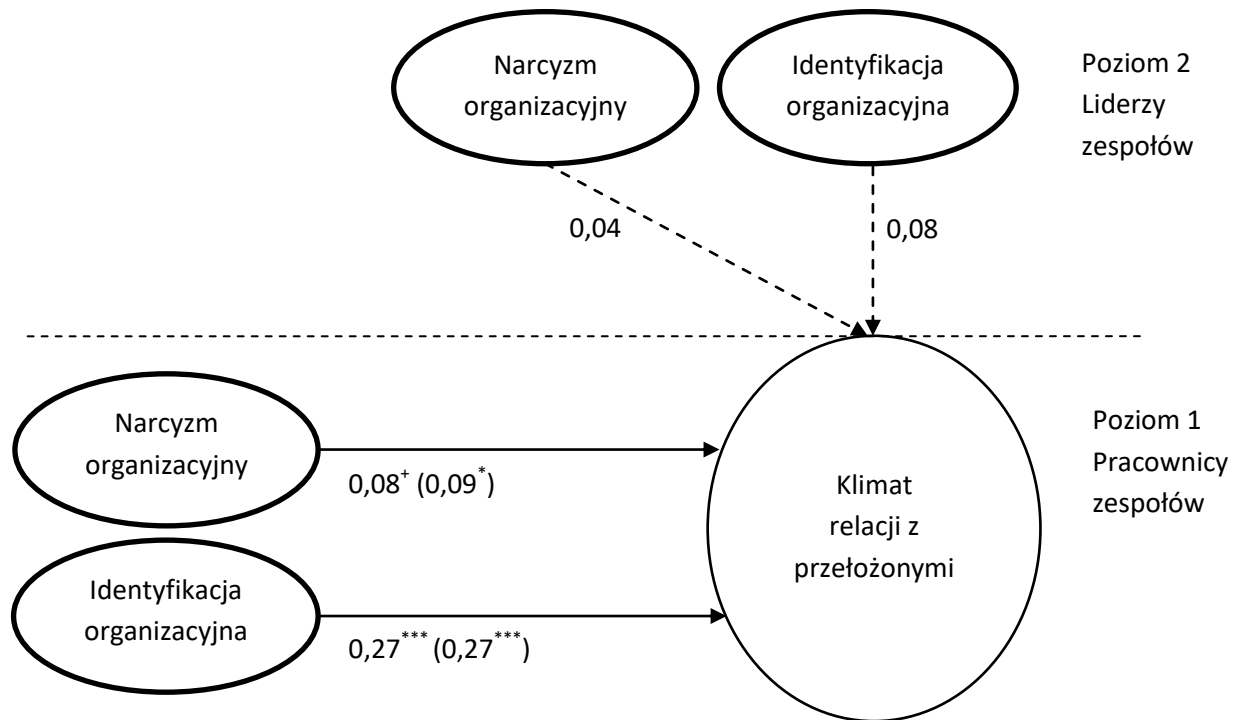 Narcyzm
organizacyjny
Identyfikacja
organizacyjna
Poziom 2
Liderzy
zespołów
0,04
0,08
Narcyzm
organizacyjny
0,08⁺ (0,09*)
Identyfikacja
organizacyjna
0,27*** (0,27***)
Klimat
relacji z
przełożonymi
Poziom 1
Pracownicy
zespołów